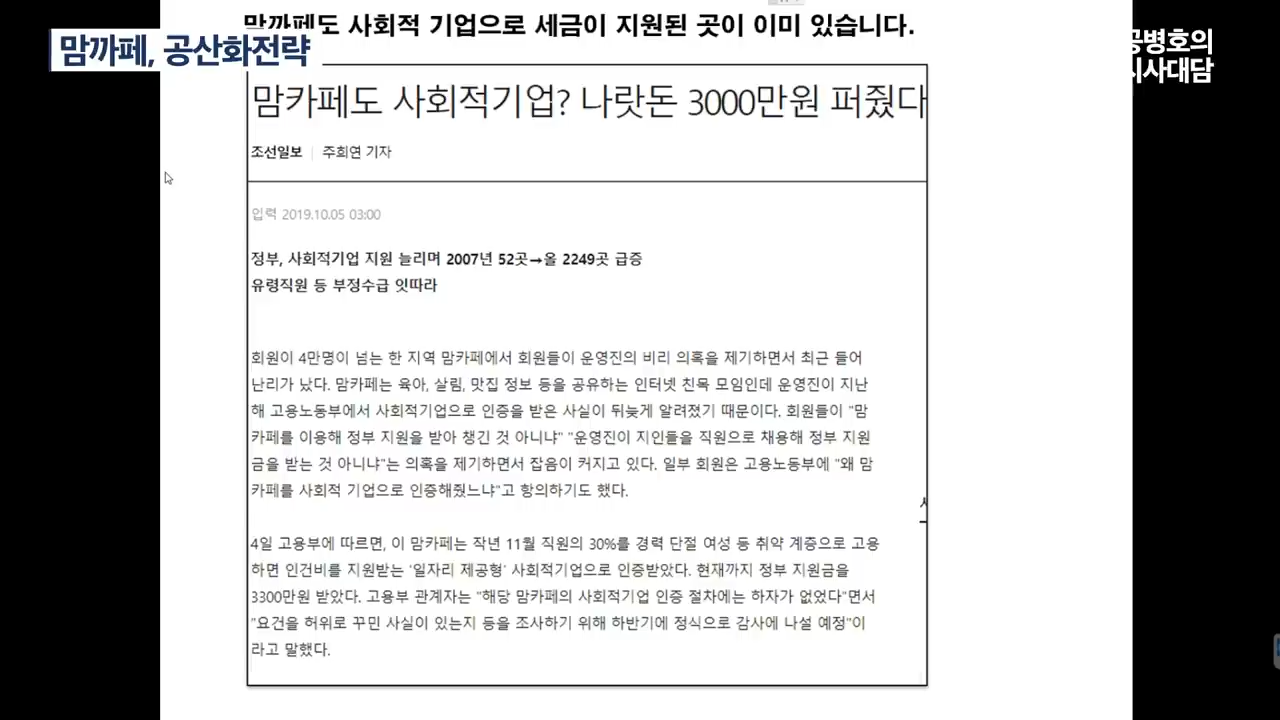 맘까페도 사회적 기업으로 세금이 지원된 곳이 이미 있습니다.
맘까페, 공산화전략
공병호의
시사대담
맘카페도 사회적기업? 나랏돈 3000만원 퍼줬다
조선일보 | 주희연 기자
입력 2019.10.05 03:00
정부, 사회적기업 지원 늘리며 2007년 52곳→올 2249곳 급증
유령직원 등 부정수급 잇따라
회원이 4만명이 넘는 한 지역 맘카페에서 회원들이 운영진의 비리 의혹을 제기하면서 최근 들어
난리가 났다. 맘카페는 육아, 살림, 맛집 정보 등을 공유하는 인터넷 친목 모임인데 운영진이 지난
해 고용노동부에서 사회적기업으로 인증을 받은 사실이 뒤늦게 알려졌기 때문이다. 회원들이 "맘
카페를 이용해 정부 지원을 받아 챙긴 것 아니냐" "운영진이 지인들을 직원으로 채용해 정부 지원
금을 받는 것 아니냐"는 의혹을 제기하면서 잡음이 커지고 있다. 일부 회원은 고용노동부에 "왜 맘
카페를 사회적 기업으로 인증해줬느냐"고 항의하기도 했다.
4일 고용부에 따르면, 이 맘카페는 작년 11월 직원의 30%를 경력 단절 여성 등 취약 계층으로 고용
하면 인건비를 지원받는 '일자리 제공형' 사회적기업으로 인증받았다. 현재까지 정부 지원금을
3300만원 받았다. 고용부 관계자는 "해당 맘카페의 사회적기업 인증 절차에는 하자가 없었다"면서
"요건을 허위로 꾸민 사실이 있는지 등을 조사하기 위해 하반기에 정식으로 감사에 나설 예정"이
라고 말했다.